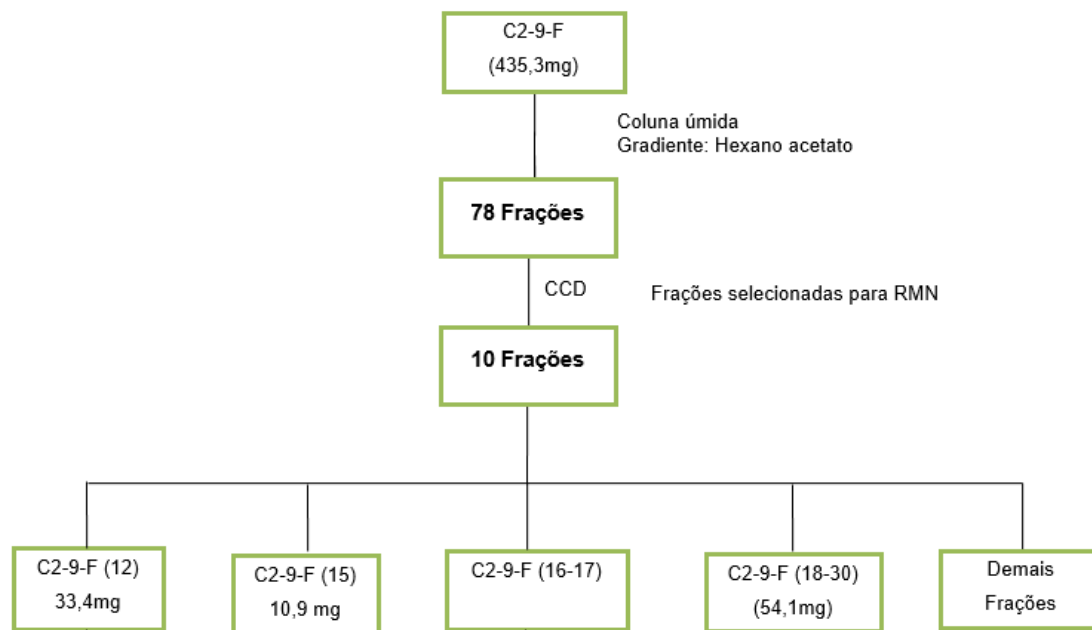 C2-9-F
(435,3mg)
Coluna úmida
Gradiente: Hexano acetato
78 Frações
CCD
Frações selecionadas para RMN
10 Frações
C2-9-F (12)
33,4mg
C2-9-F (15)
10,9 mg
C2-9-F (16-17)
C2-9-F (18-30)
(54,1mg)
Demais
Frações